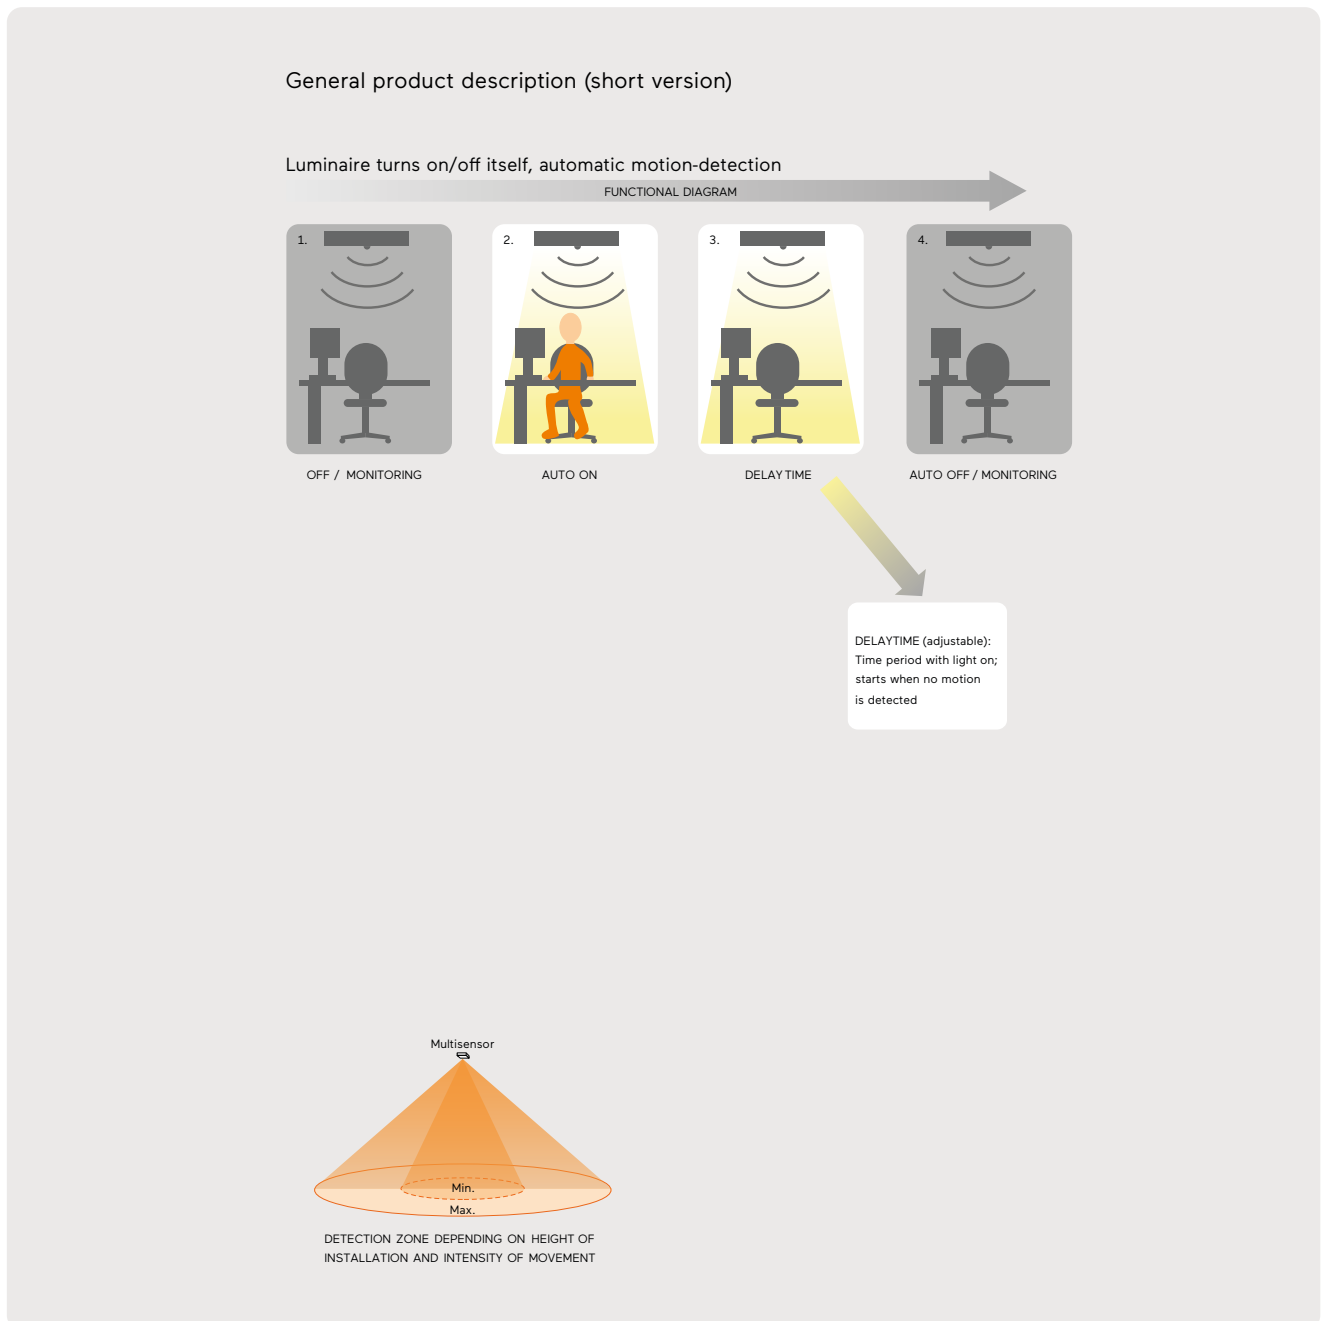 General product description (short version)
Luminaire turns on/off itself, automatic motion-detection
FUNCTIONAL DIAGRAM
1.
2.
3.
4.
OFF / MONITORING
AUTO ON
DELAYTIME
AUTO OFF / MONITORING
DELAYTIME (adjustable):
Time period with light on;
starts when no motion
is detected
Multisensor
Min.
Max.
DETECTION ZONE DEPENDING ON HEIGHT OF
INSTALLATION AND INTENSITY OF MOVEMENT